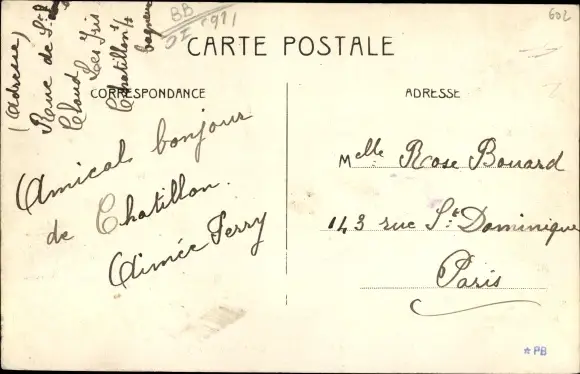 (Adresse)
Rue de St
Cloud
Les Iris
Chatillon s/
bagneux
BB
602
CARTE POSTALE
CORRESPONDANCE
ADRESSE
Amical bonjour
de Chatillon.
Aimée Perry
Melle Rose Bouard
143 rue St Dominique
Paris
* PB